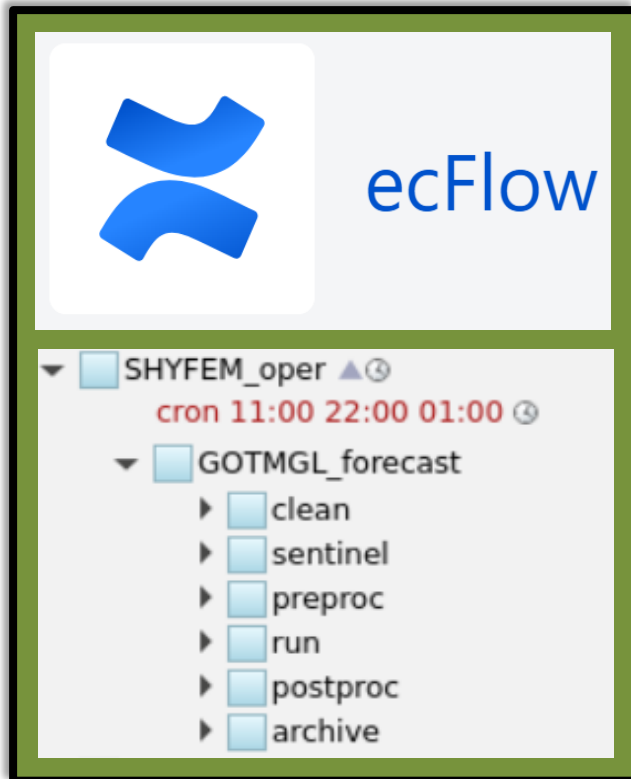 ecFlow
SHYFEM_oper
cron 11:00 22:00 01:00
GOTMGL_forecast
clean
sentinel
preproc
run
postproc
archive